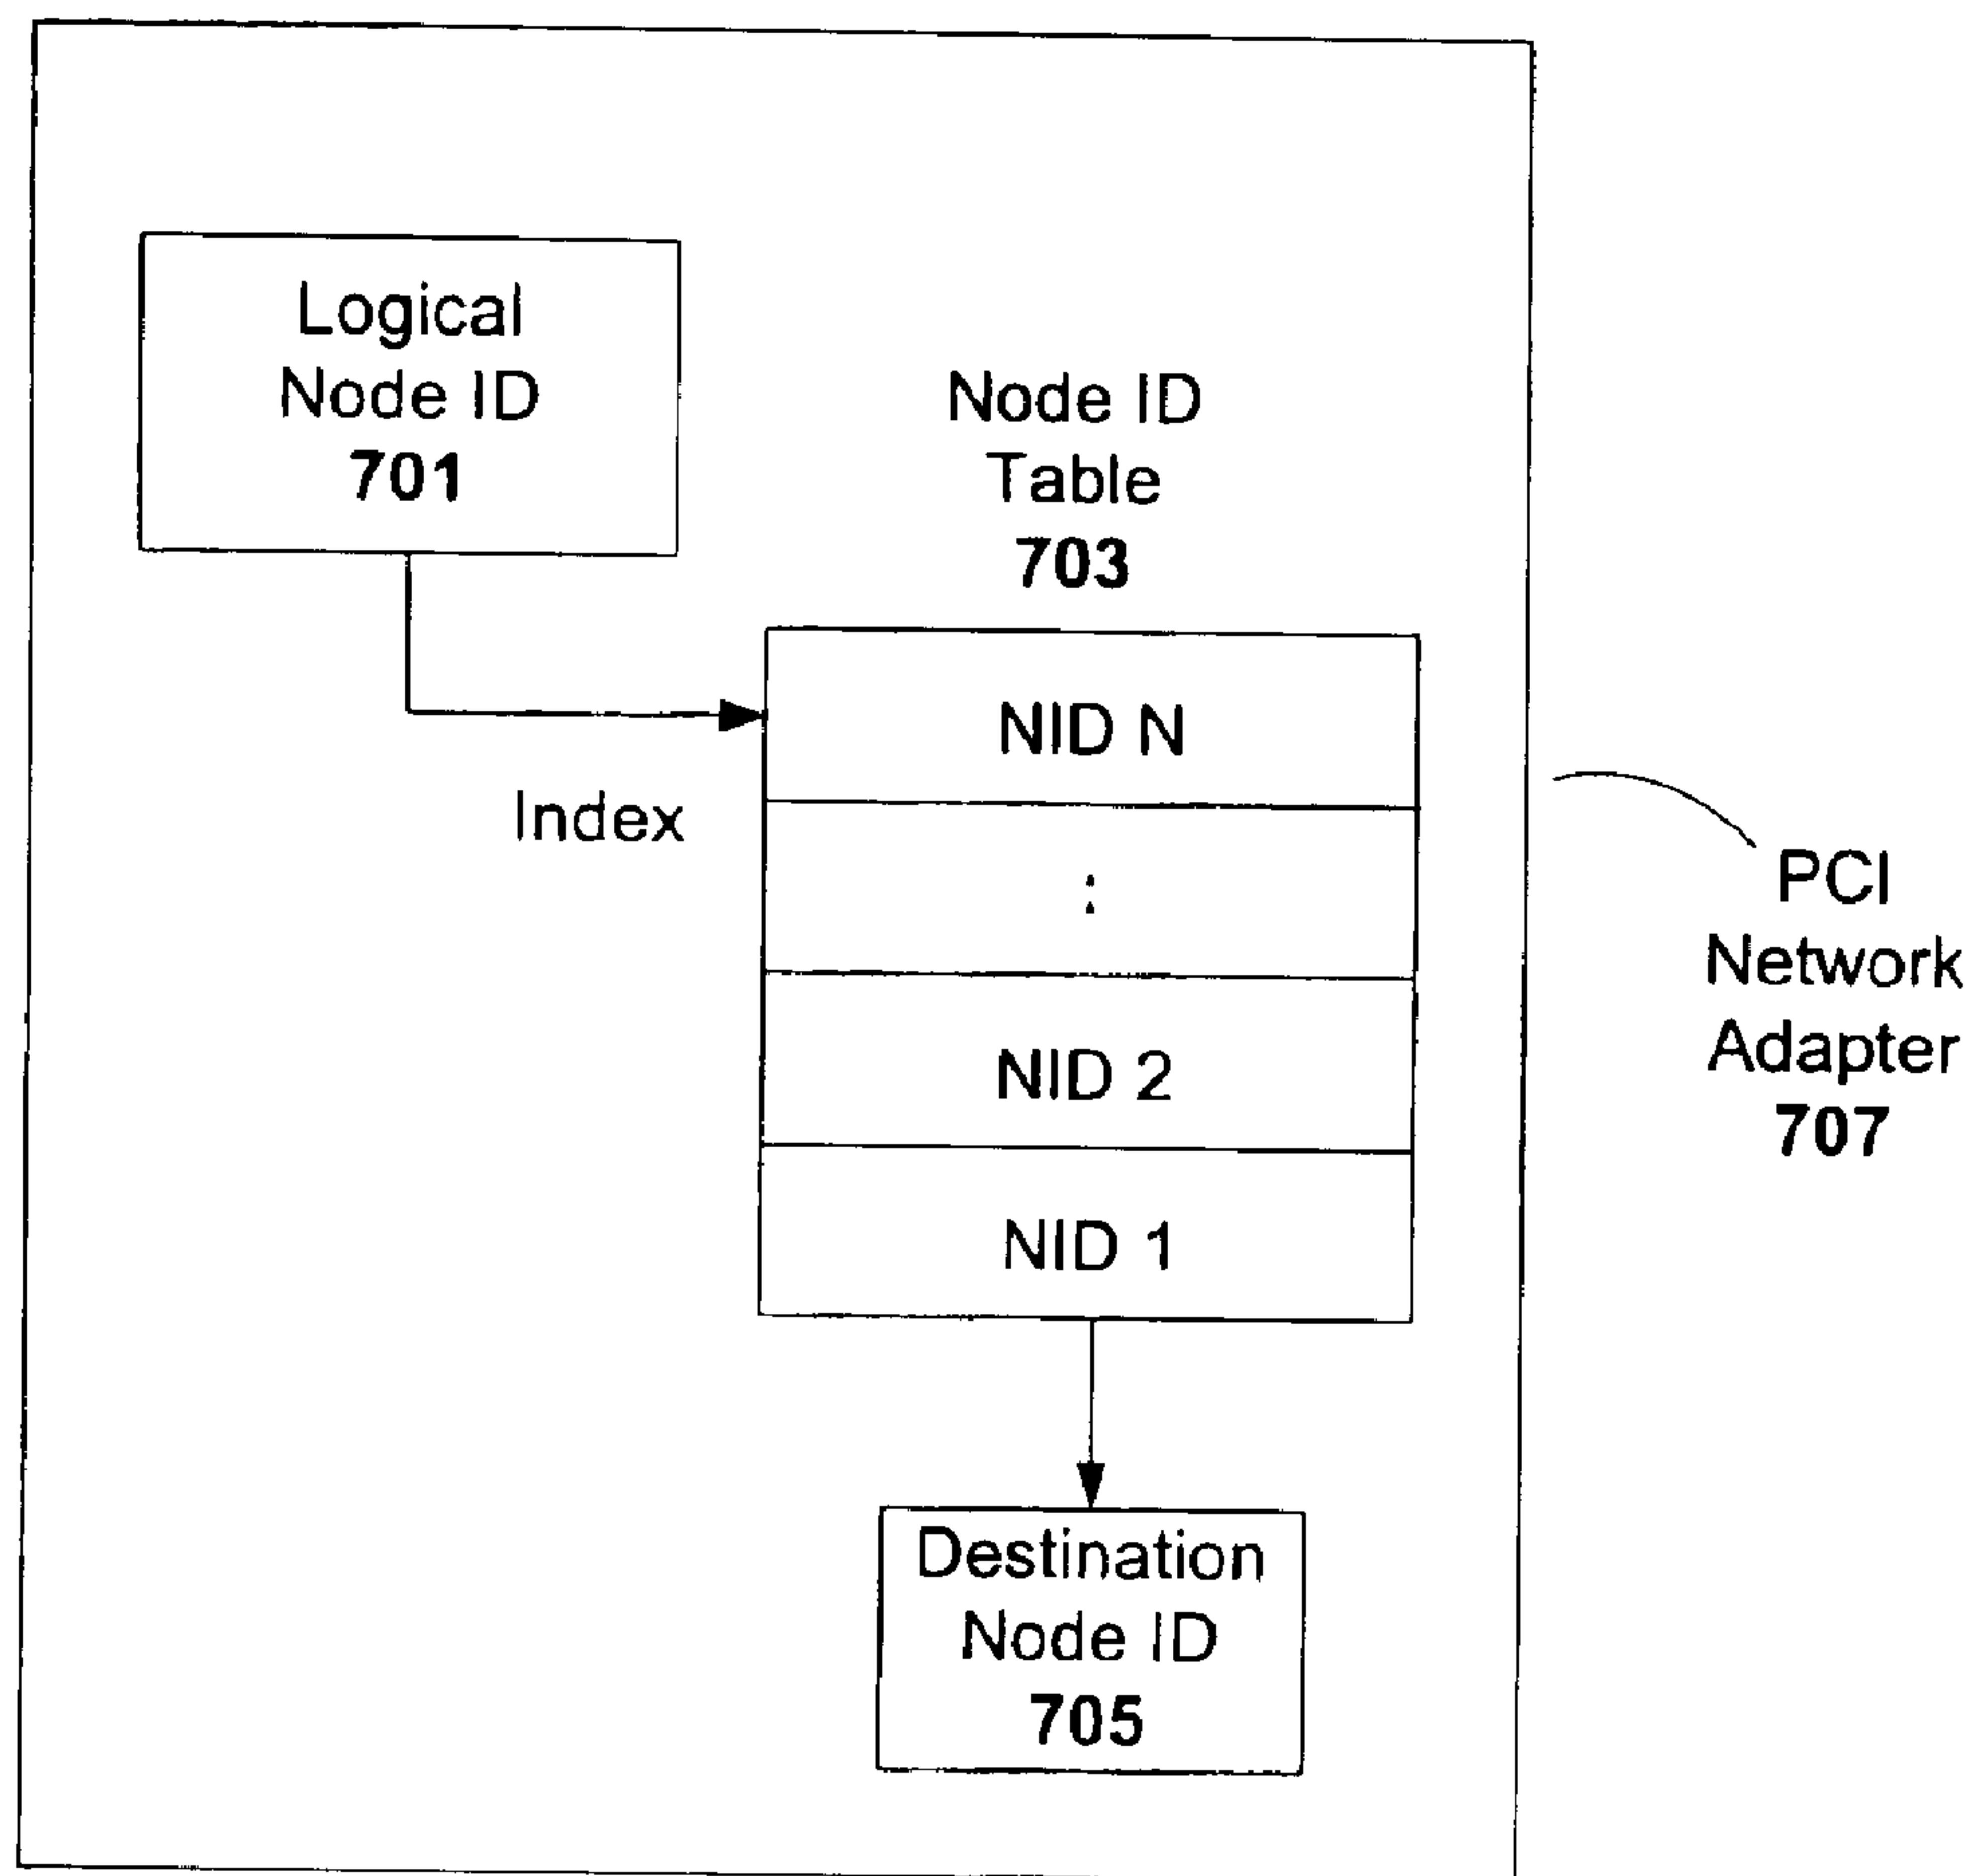 Logical
Node ID
701
Node ID
Table
703
NID N
Index
:
NID 2
NID 1
PCI
Network
Adapter
707
Destination
Node ID
705